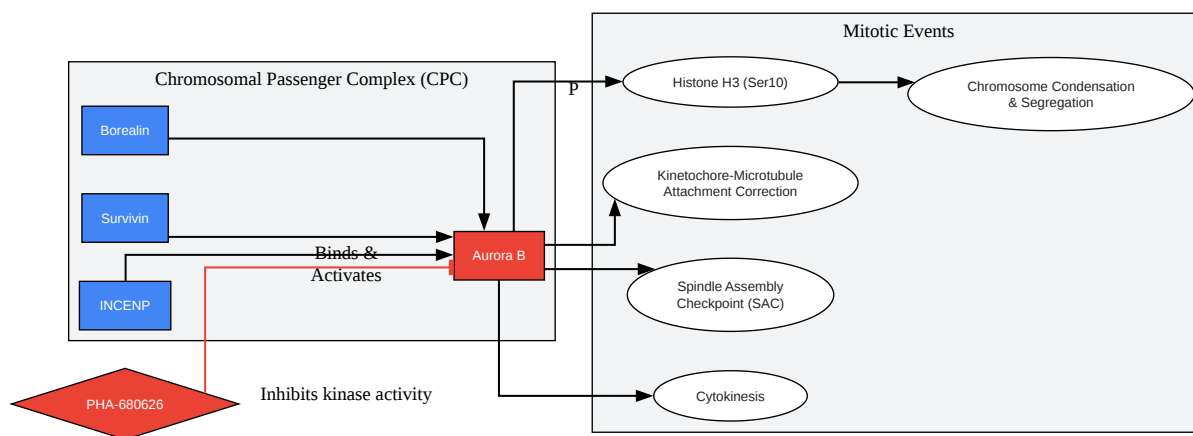 Mitotic Events
Chromosomal Passenger Complex (CPC)
P
Histone H3 (Ser10)
Chromosome Condensation
& Segregation
Borealin
Kinetochore-Microtubule
Attachment Correction
Survivin
Binds &
Activates
Aurora B
INCENP
Spindle Assembly
Checkpoint (SAC)
PHA-680626
Inhibits kinase activity
Cytokinesis